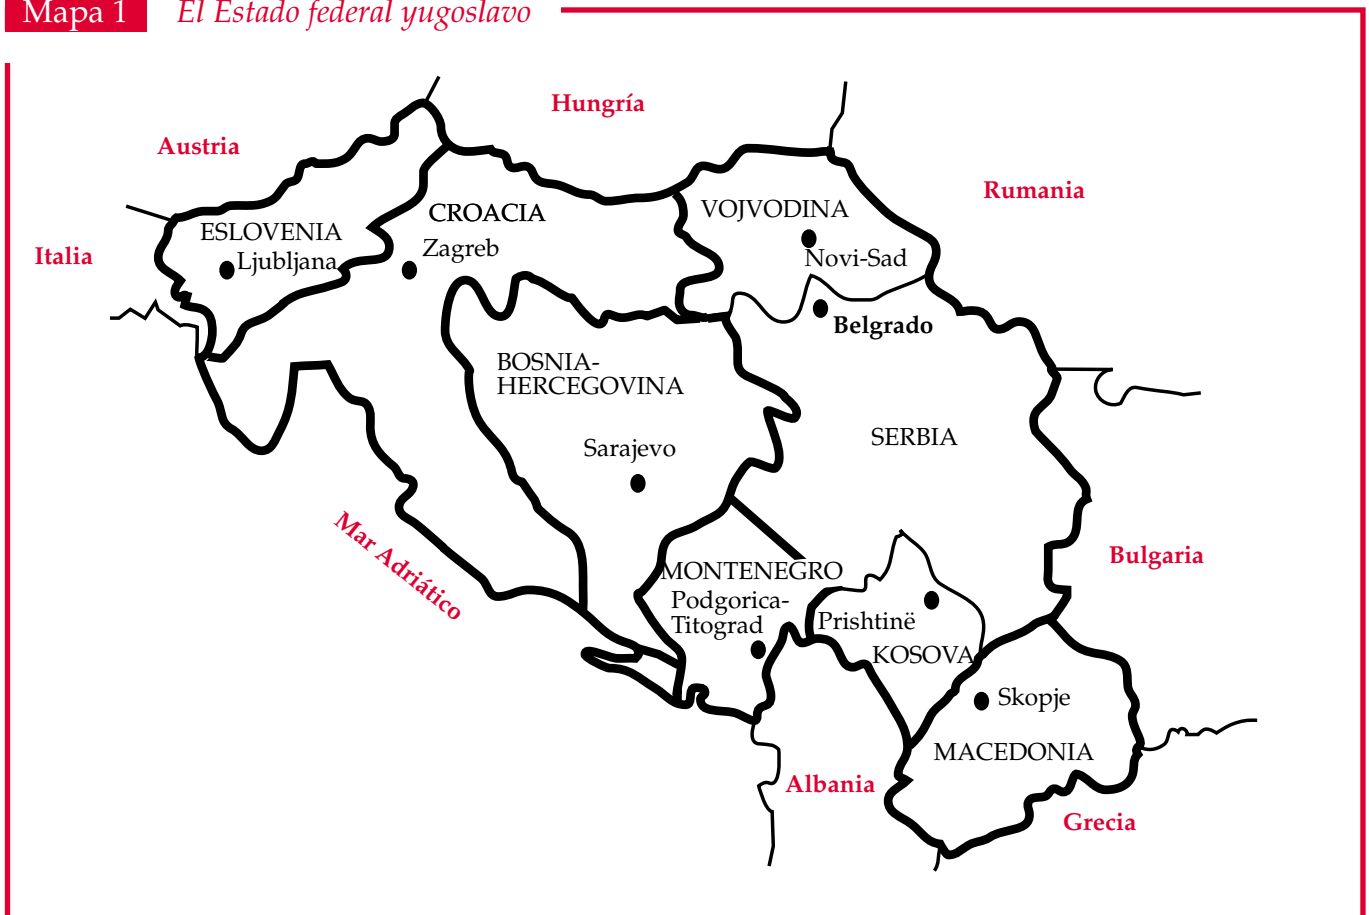 Mapa 1 El Estado federal yugoslavo
Hungría
Austria
Rumania
VOJVODINA
CROACIA
ESLOVENIA
Zagreb
Italia
Ljubljana
Novi-Sad
Belgrado
BOSNIA-
HERCEGOVINA
SERBIA
Sarajevo
Mar Adriático
Bulgaria
MONTENEGRO
Podgorica-
Titograd
Prishtinë
KOSOVA
Skopje
MACEDONIA
Albania
Grecia